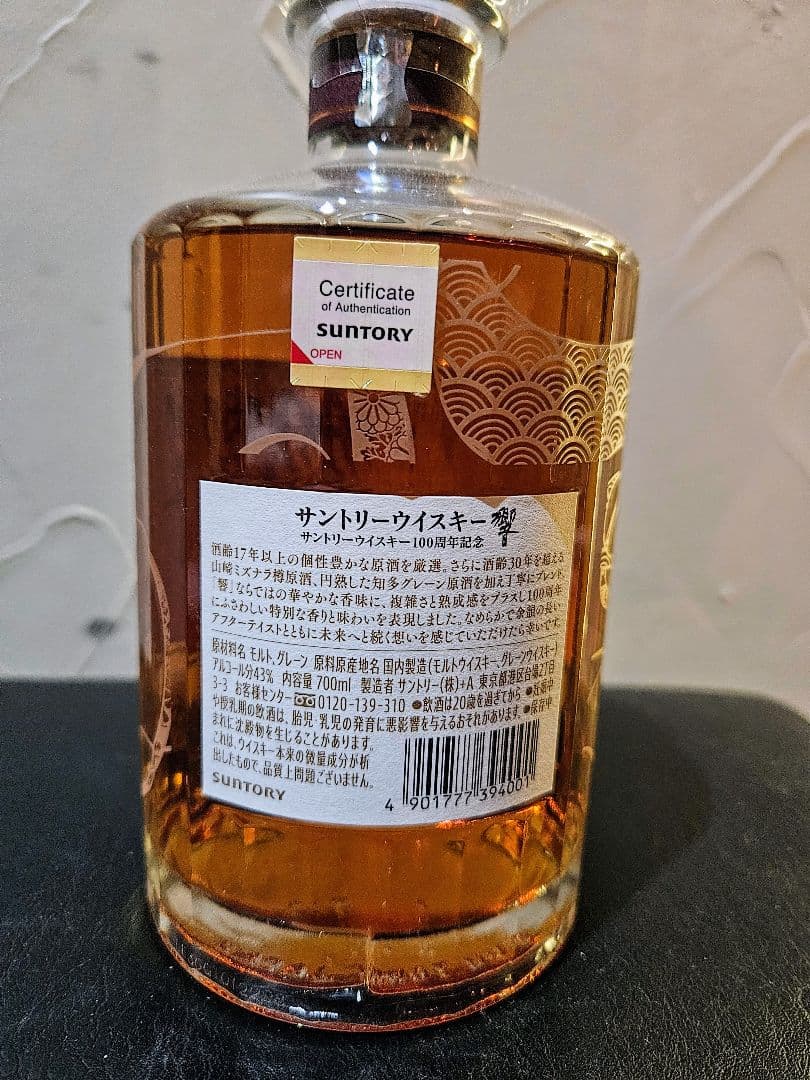 Certificate
of Authentication
SUNTORY
OPEN
サントリーウイスキー 響
サントリーウイスキー100周年記念
酒齢17年以上の個性豊かな原酒を厳選。さらに酒齢30年を超える
山崎ミズナラ樽原酒、円熟した知多グレーン原酒を加え丁寧にブレンド。
「響」ならではの華やかな香味に、複雑さと熟成感をプラスし100周年
にふさわしい特別な香りと味わいを表現しました。なめらかで余韻の長い
アフターテイストとともに未来へと続く想いを感じていただけたら幸いです。
原材料名 モルト、グレーン 原料原産地名 国内製造(モルトウイスキー、グレーンウイスキー)
アルコール分43% 内容量 700ml 製造者 サントリー(株)+A 東京都港区台場2丁目
3-3 お客様センター 0120-139-310 ●飲酒は20歳を過ぎてから ●妊娠中
や授乳期の飲酒は、胎児・乳児の発育に悪影響を与えるおそれがあります。●保存中
まれに沈殿物を生じることがあります。
これは、ウイスキー本来の微量成分が析
出したもので、品質上問題ございません。
SUNTORY
4 901777 394001